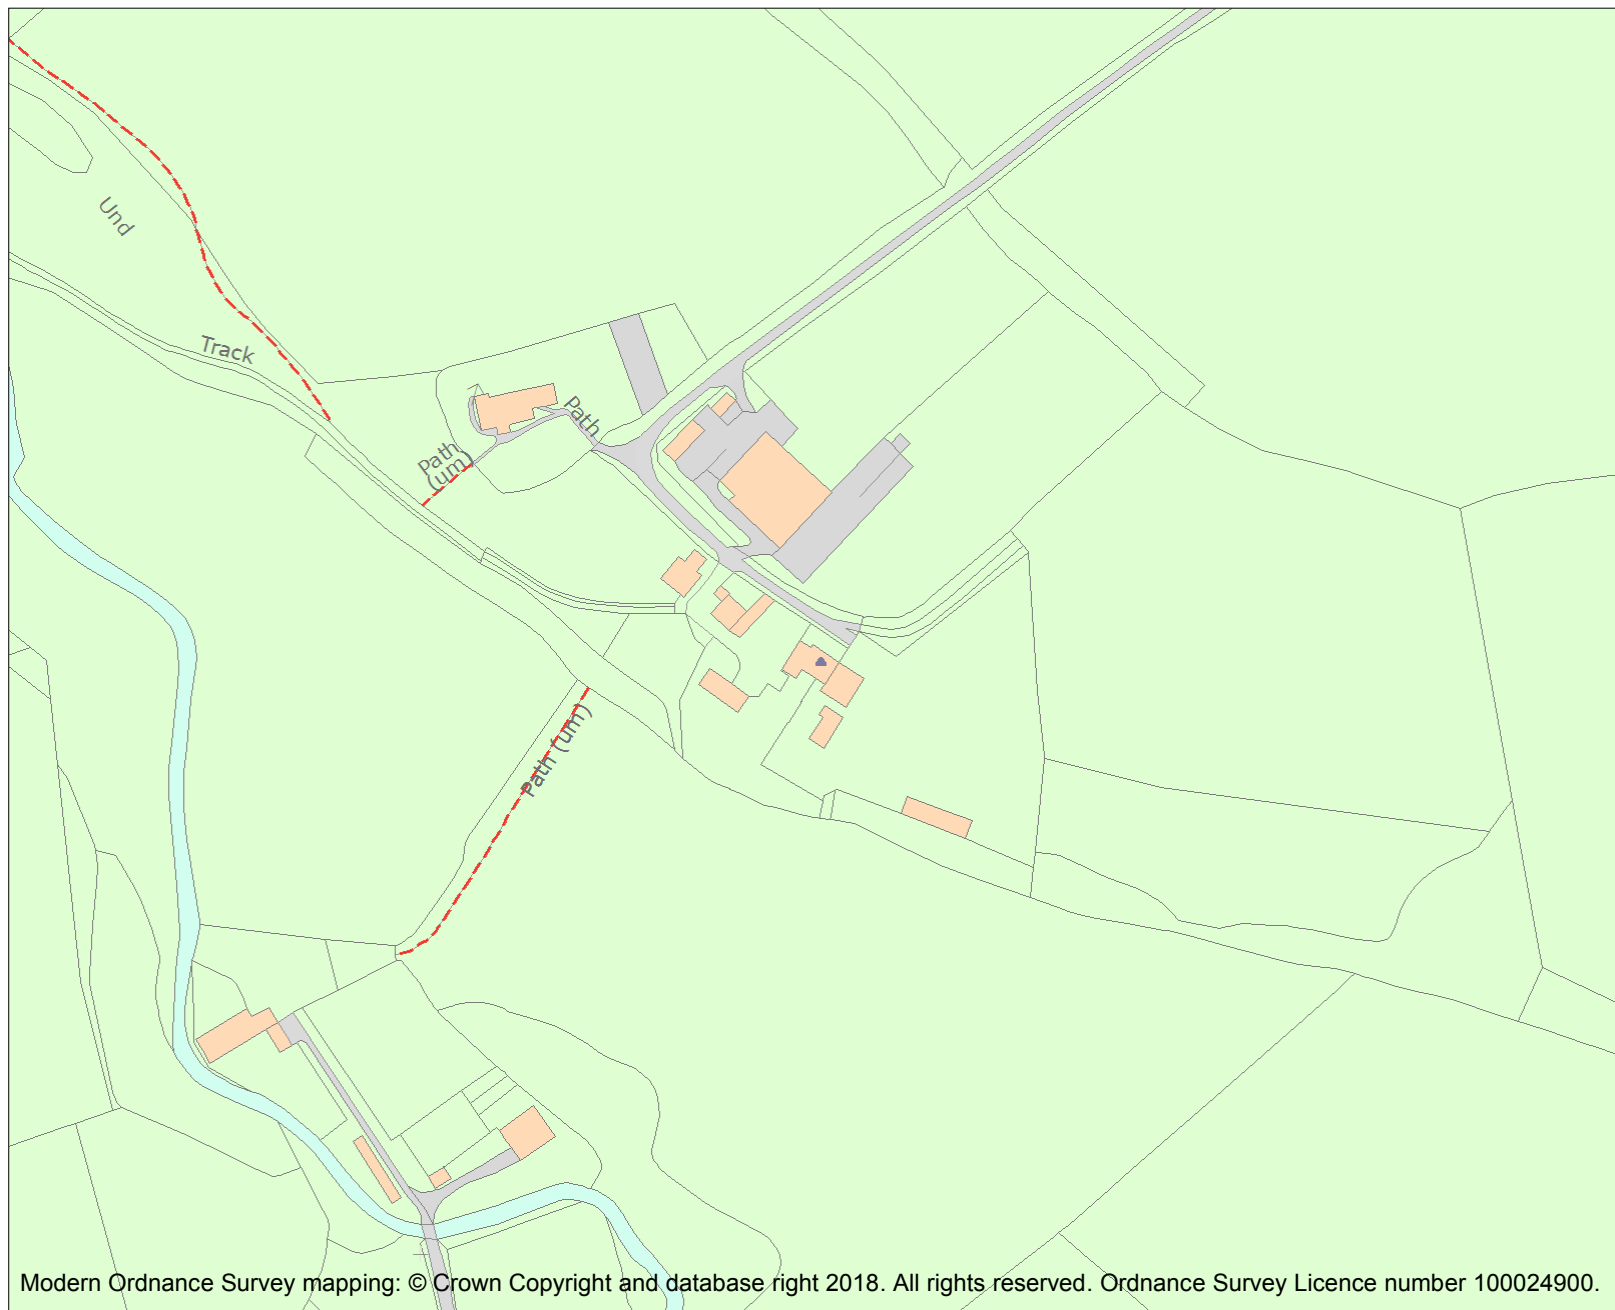 Und
Track
Path
Path
(um)
Path (um)
Modern Ordnance Survey mapping: © Crown Copyright and database right 2018. All rights reserved. Ordnance Survey Licence number 100024900.